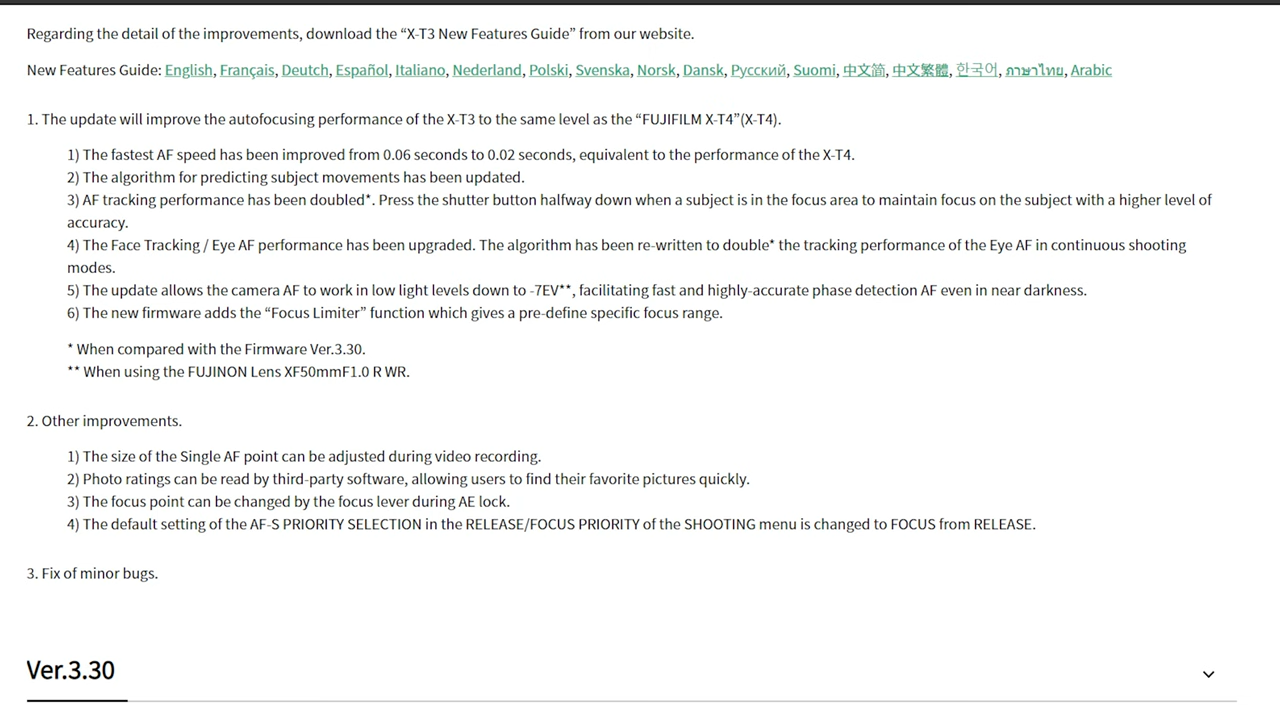 Regarding the detail of the improvements, download the “X-T3 New Features Guide” from our website.
New Features Guide: English, Français, Deutch, Español, Italiano, Nederland, Polski, Svenska, Norsk, Dansk, Русский, Suomi, 中文简, 中文繁體, 한국어, ภาษาไทย, Arabic
1. The update will improve the autofocusing performance of the X-T3 to the same level as the “FUJIFILM X-T4”(X-T4).
1) The fastest AF speed has been improved from 0.06 seconds to 0.02 seconds, equivalent to the performance of the X-T4.
2) The algorithm for predicting subject movements has been updated.
3) AF tracking performance has been doubled*. Press the shutter button halfway down when a subject is in the focus area to maintain focus on the subject with a higher level of
accuracy.
4) The Face Tracking / Eye AF performance has been upgraded. The algorithm has been re-written to double* the tracking performance of the Eye AF in continuous shooting
modes.
5) The update allows the camera AF to work in low light levels down to -7EV**, facilitating fast and highly-accurate phase detection AF even in near darkness.
6) The new firmware adds the “Focus Limiter” function which gives a pre-define specific focus range.
* When compared with the Firmware Ver.3.30.
** When using the FUJINON Lens XF50mmF1.0 R WR.
2. Other improvements.
1) The size of the Single AF point can be adjusted during video recording.
2) Photo ratings can be read by third-party software, allowing users to find their favorite pictures quickly.
3) The focus point can be changed by the focus lever during AE lock.
4) The default setting of the AF-S PRIORITY SELECTION in the RELEASE/FOCUS PRIORITY of the SHOOTING menu is changed to FOCUS from RELEASE.
3. Fix of minor bugs.
Ver.3.30